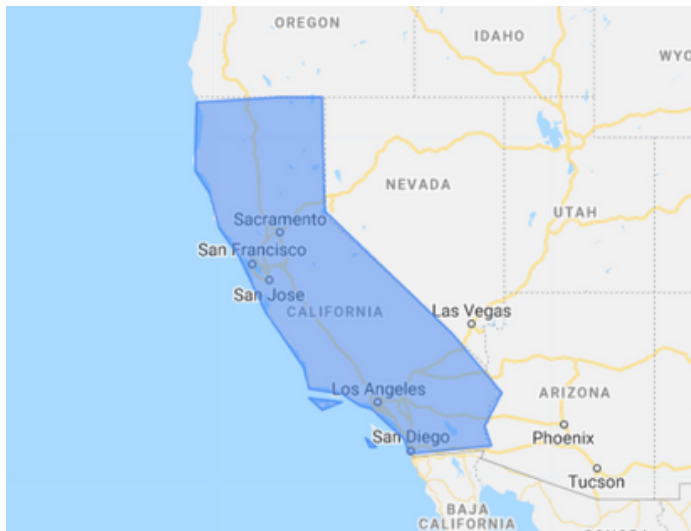 OREGON
IDAHO
WYO
NEVADA
UTAH
Sacramento
San Francisco
San Jose
CALIFORNIA
Las Vegas
Los Angeles
ARIZONA
San Diego
Phoenix
Tucson
BAJA
CALIFORNIA
SONORA